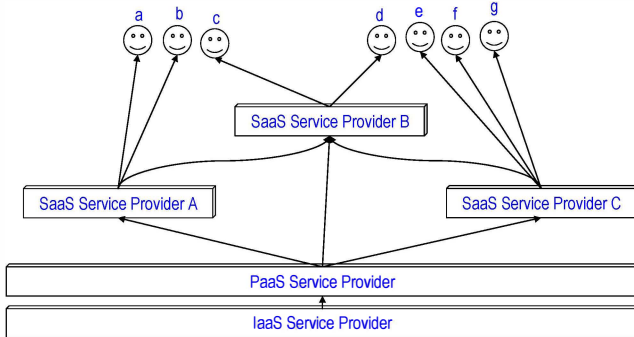 a
b
c
d
e
f
g
SaaS Service Provider B
SaaS Service Provider A
SaaS Service Provider C
PaaS Service Provider
IaaS Service Provider